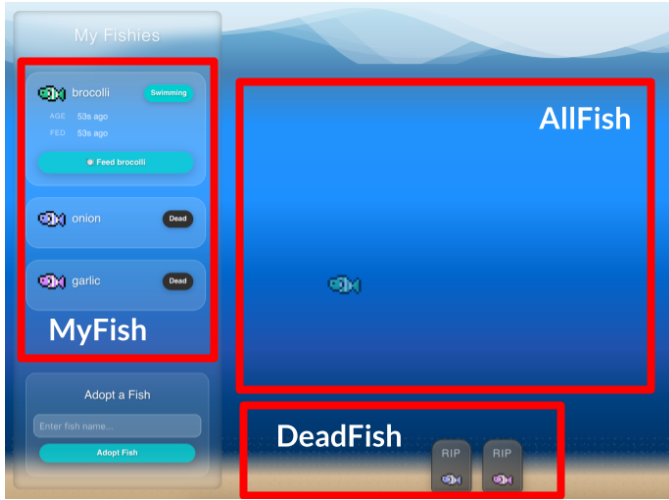 My Fishies
brocolli
Swimming
AGE 53s ago
FED 53s ago
Feed brocolli
onion
Dead
garlic
Dead
MyFish
Adopt a Fish
Enter fish name...
Adopt Fish
AllFish
DeadFish
RIP
RIP